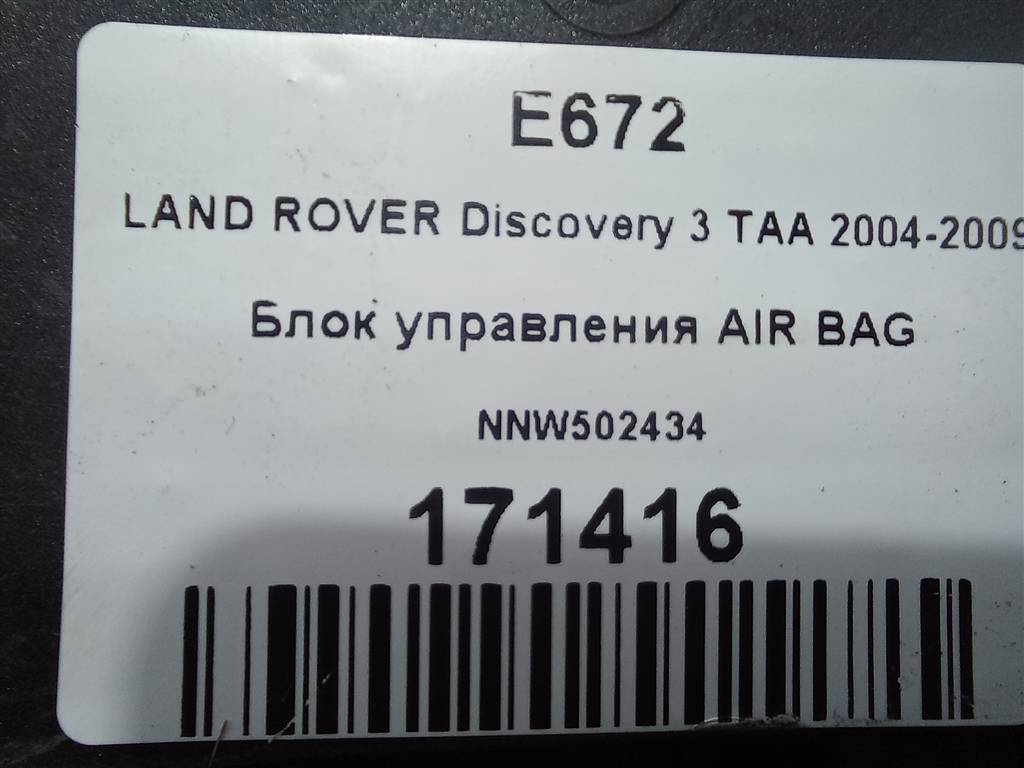 E672
LAND ROVER Discovery 3 TAA 2004-2009
Блок управления AIR BAG
NNW502434
171416